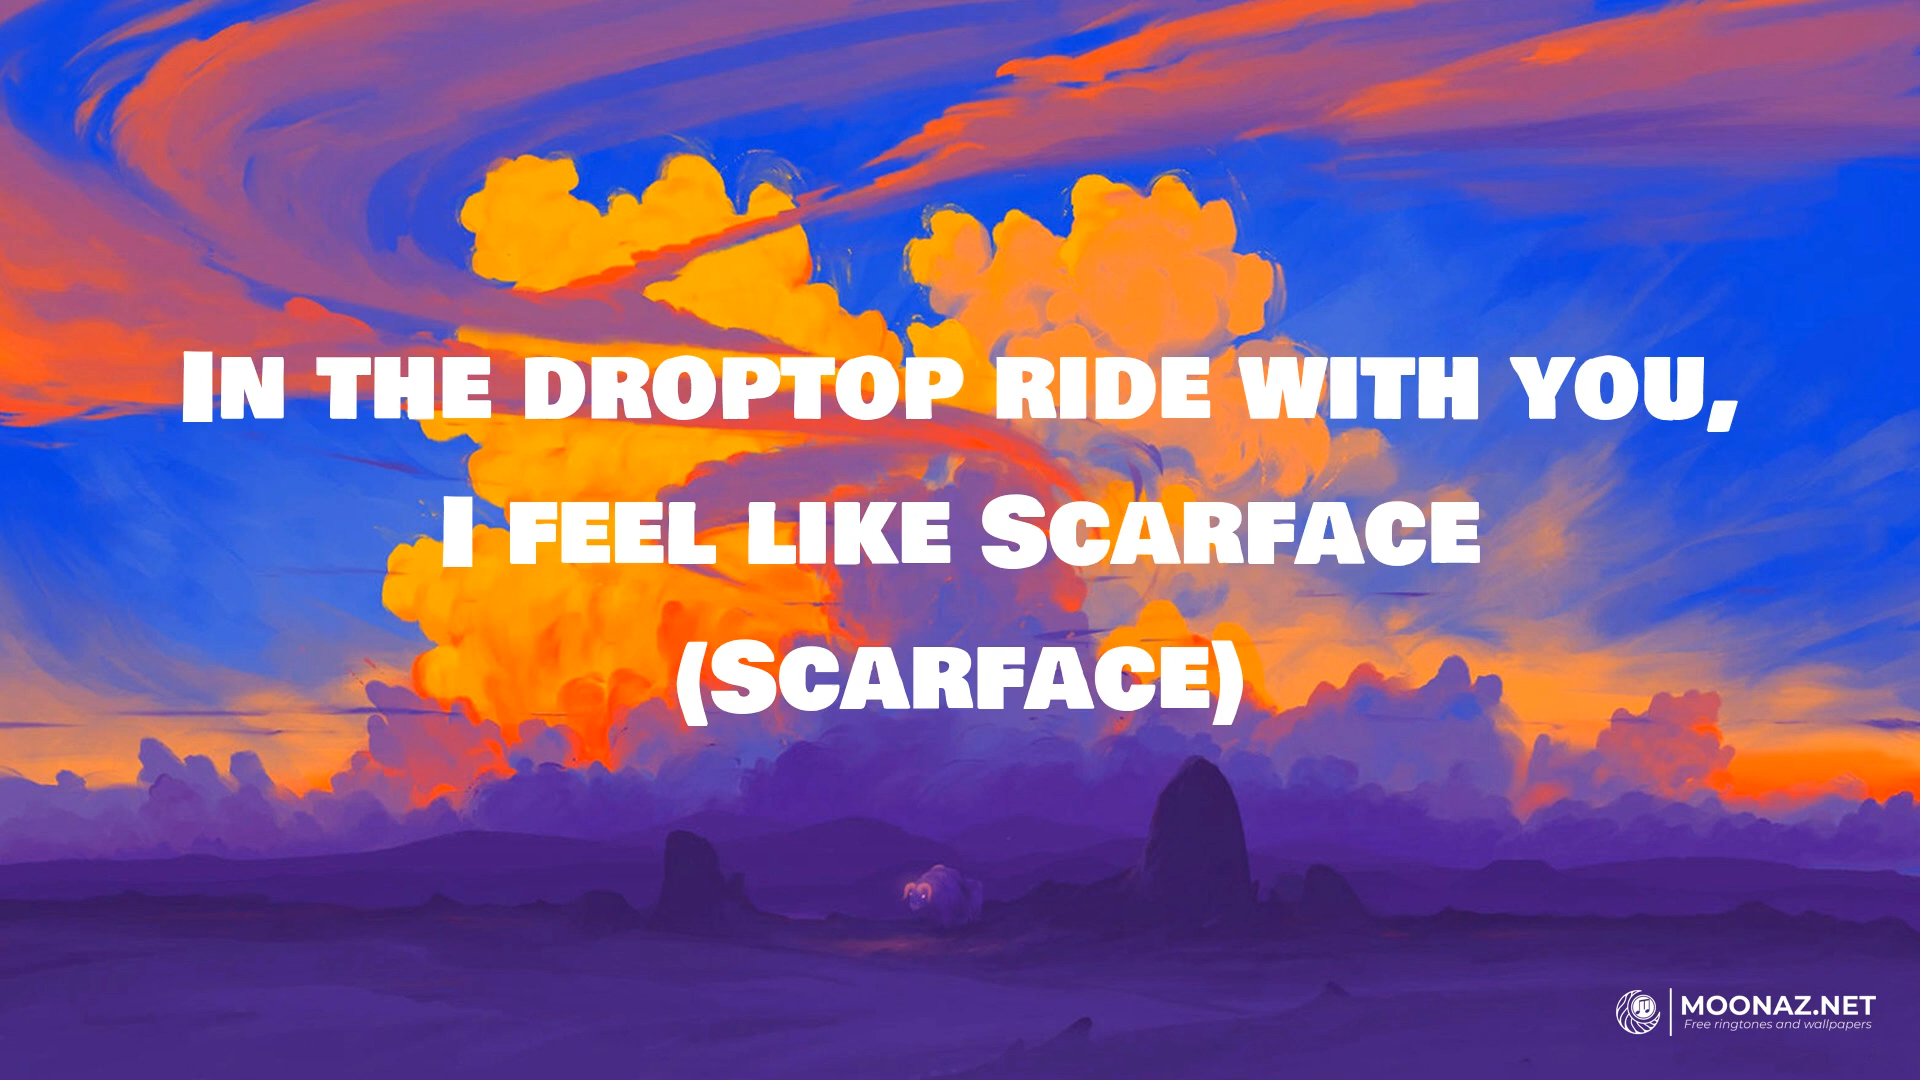 In the droptop ride with you,
I feel like Scarface
(Scarface)
MOONAZ.NET
Free ringtones and wallpapers